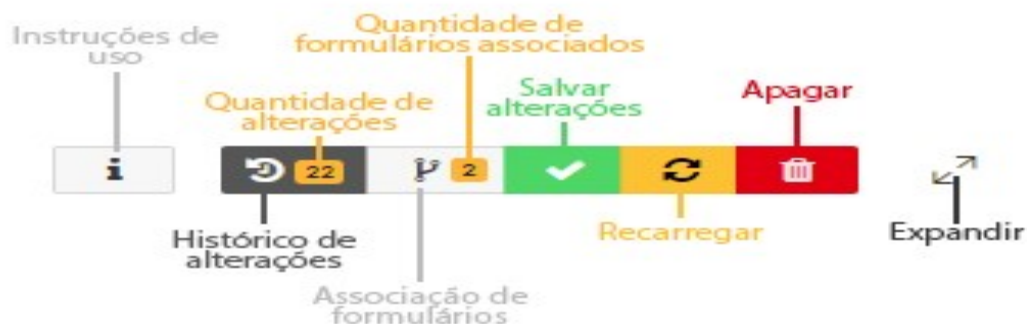 Instruções de
uso
Quantidade de
formulários associados
Quantidade de
alterações
Salvar
alterações
Apagar
i
22
2
Histórico de
alterações
Associação de
formulários
Recarregar
Expandir